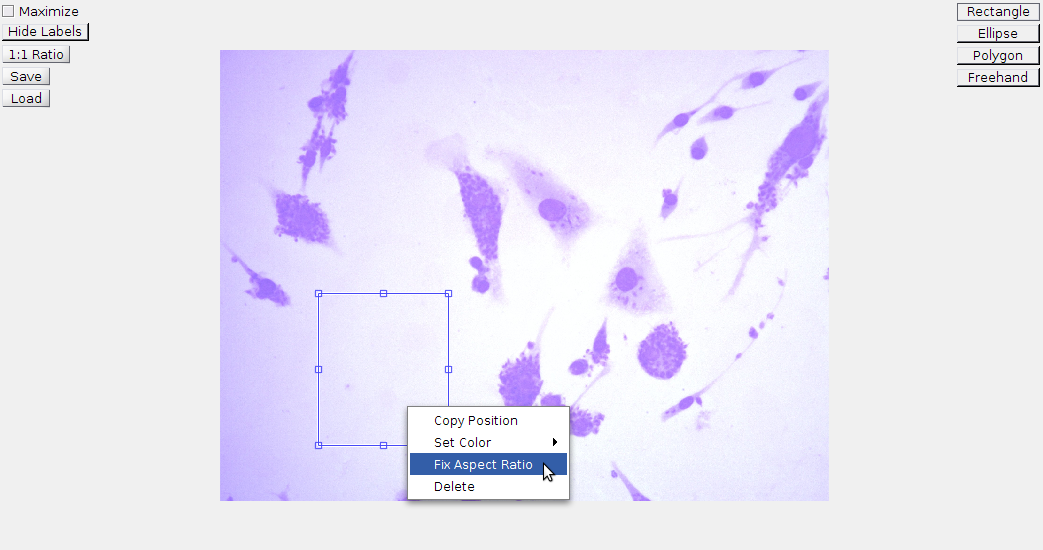 Maximize
Hide Labels
1:1 Ratio
Save
Load
Rectangle
Ellipse
Polygon
Freehand
Copy Position
Set Color
Fix Aspect Ratio
Delete